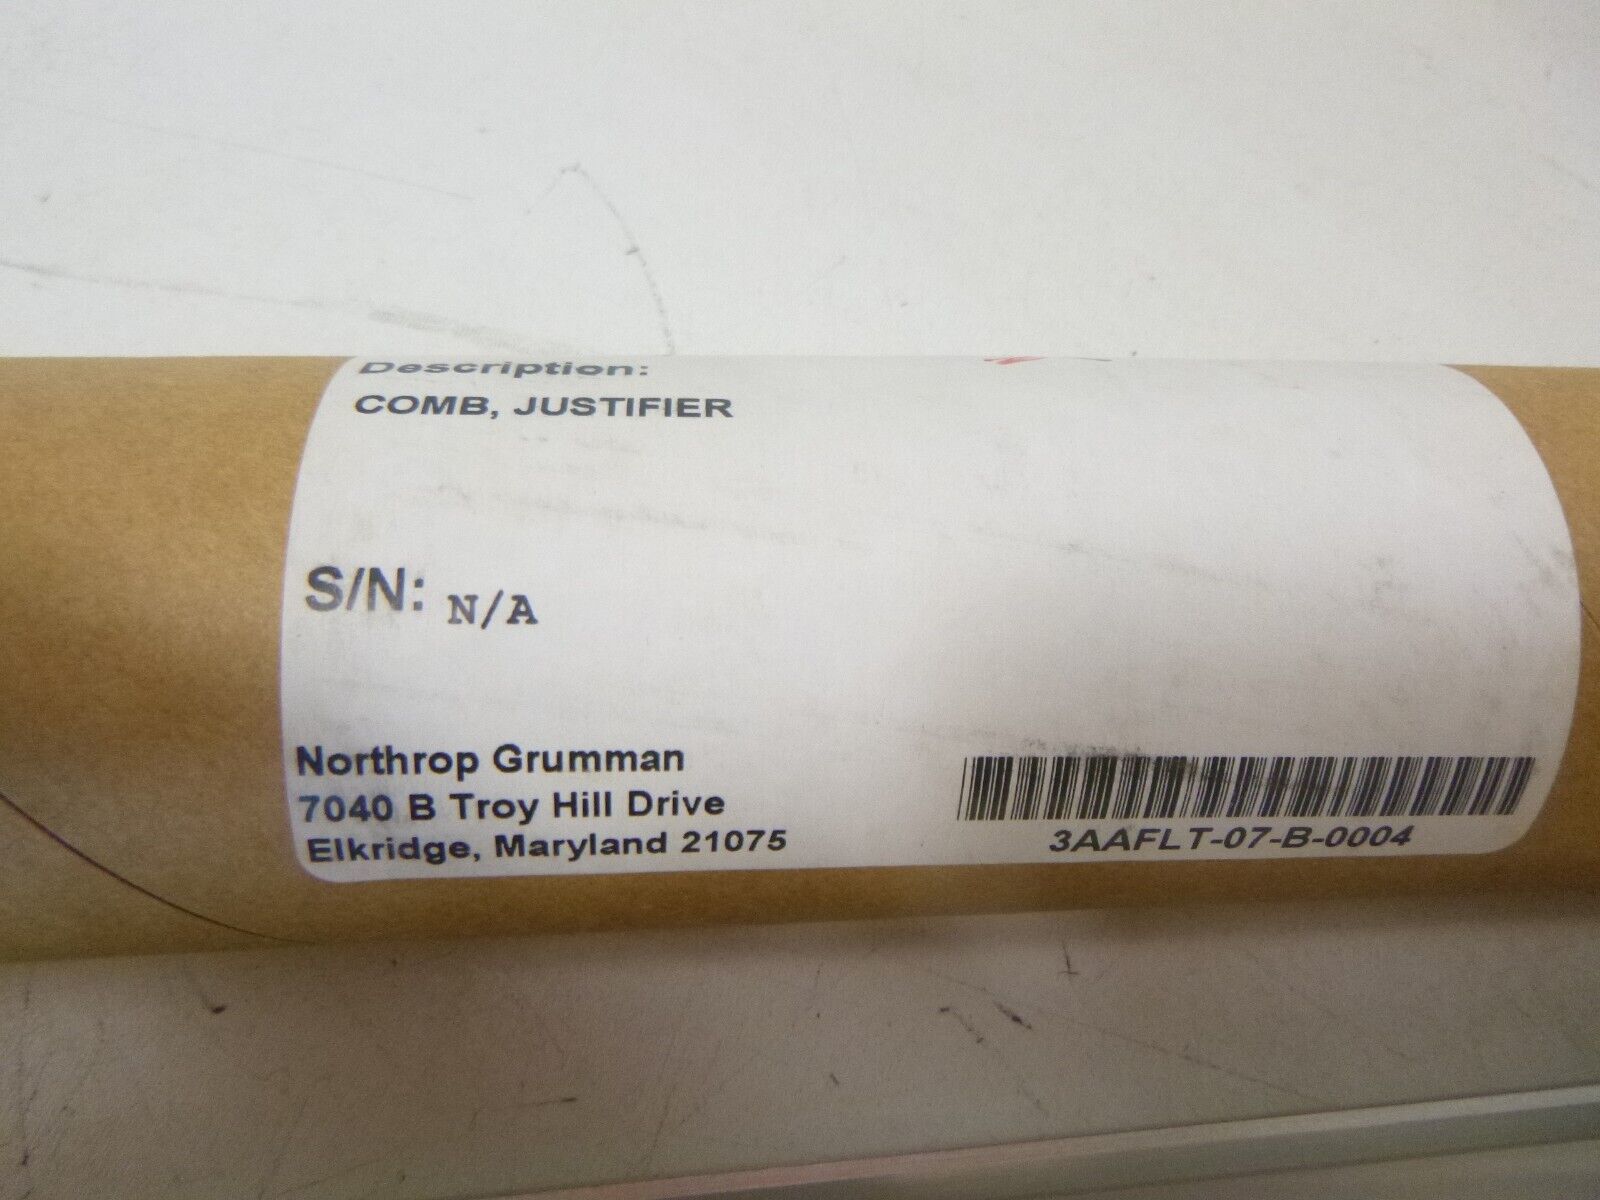 Description:
COMB, JUSTIFIER
S/N: N/A
Northrop Grumman
7040 B Troy Hill Drive
Elkridge, Maryland 21075
3AAFLT-07-B-0004